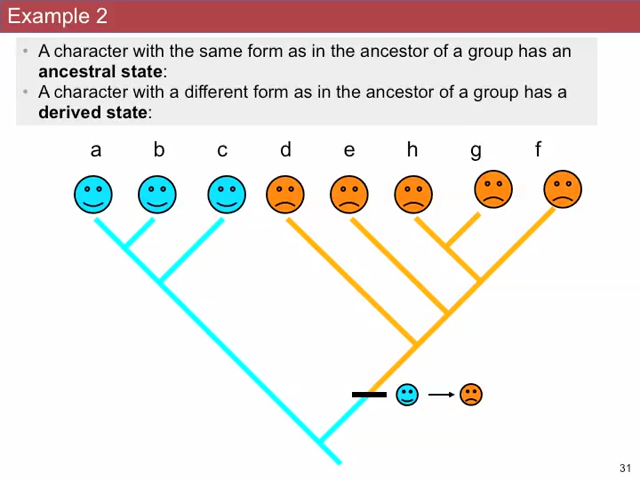 Example 2
• A character with the same form as in the ancestor of a group has an
ancestral state:
• A character with a different form as in the ancestor of a group has a
derived state:
a b c d e h g f
31